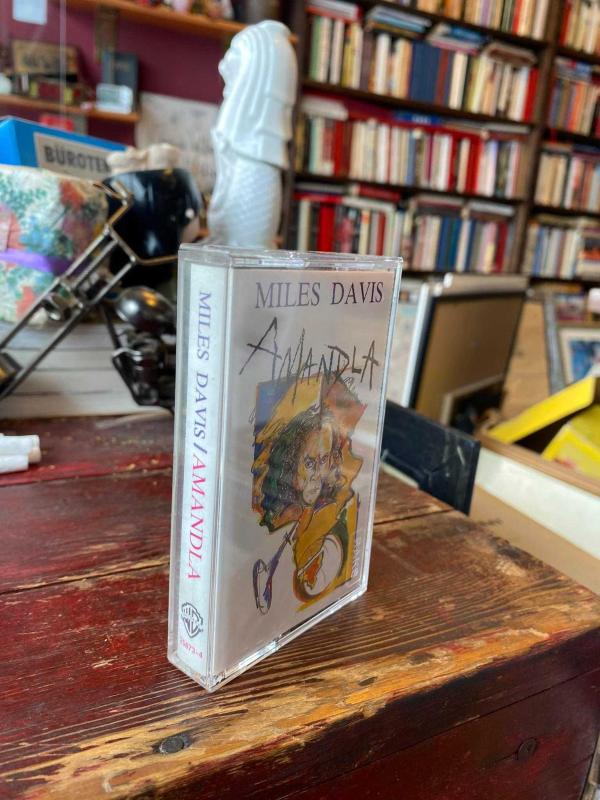 BÜROTE
MILES DAVIS
AMANDLA
MILES DAVIS / AMANDLA